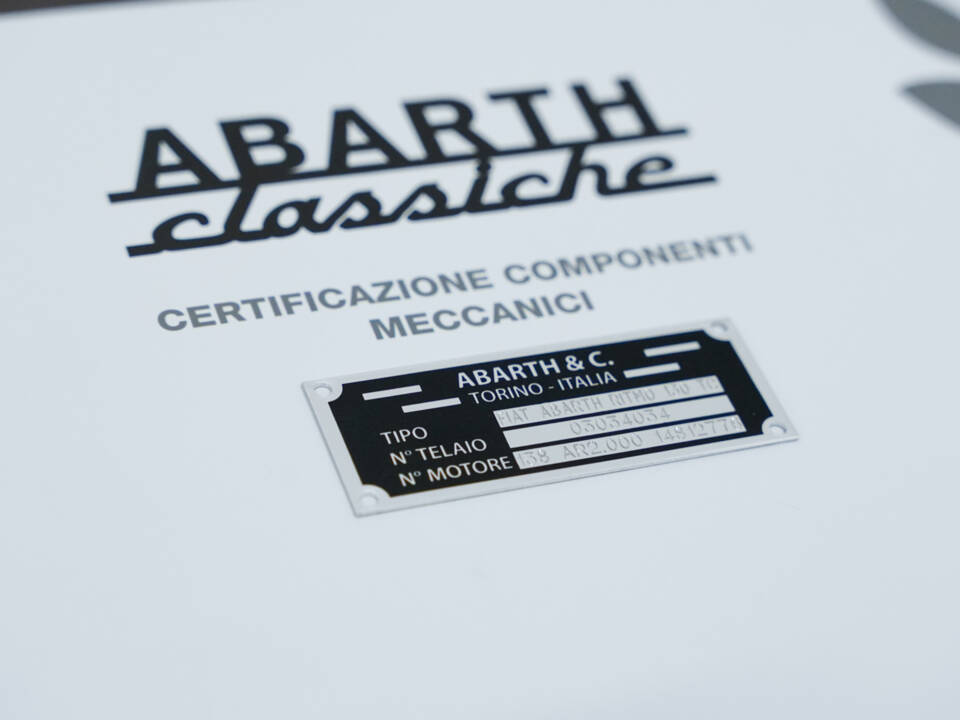 ABARTH
classiche
CERTIFICAZIONE COMPONENTI
MECCANICI
ABARTH & C.
TORINO - ITALIA
TIPO FIAT ABARTH RITMO 130 TC
Nº TELAIO 03034034
Nº MOTORE 138 AR2.000 1481277